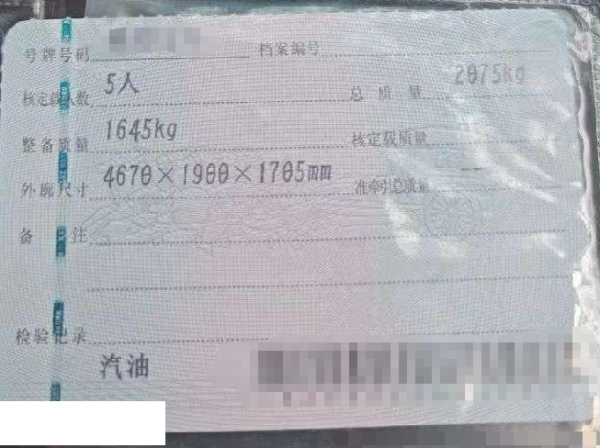 号牌号码 档案编号
核定载人数 5人 总质量 2075kg
整备质量 1645kg 核定载质量
外廓尺寸 4670×1900×1705mm 准牵引总质量 --
备注
检验记录
汽油